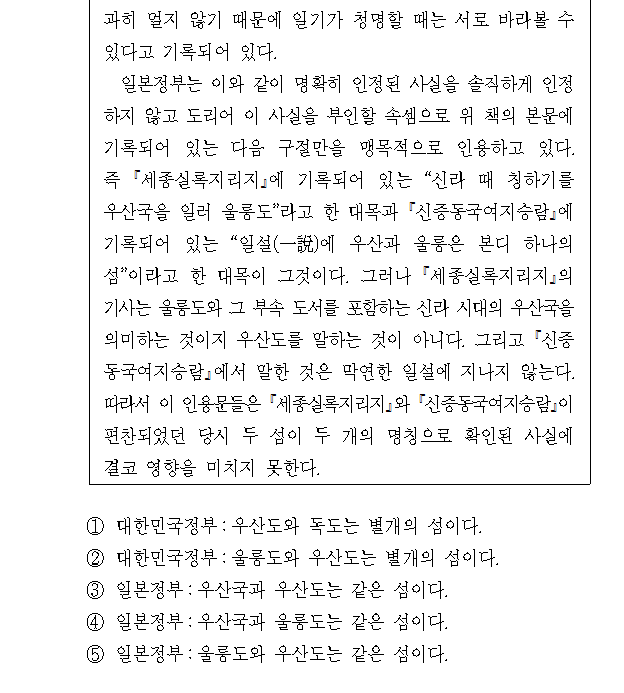 과히 멀지 않기 때문에 일기가 청명할 때는 서로 바라볼 수
있다고 기록되어 있다.
일본정부는 이와 같이 명확히 인정된 사실을 솔직하게 인정
하지 않고 도리어 이 사실을 부인할 속셈으로 위 책의 본문에
기록되어 있는 다음 구절만을 맹목적으로 인용하고 있다.
즉 『세종실록지리지』에 기록되어 있는 “신라 때 칭하기를
우산국을 일러 울릉도”라고 한 대목과 『신증동국여지승람』에
기록되어 있는 “일설(一說)에 우산과 울릉은 본디 하나의
섬”이라고 한 대목이 그것이다. 그러나 『세종실록지리지』의
기사는 울릉도와 그 부속 도서를 포함하는 신라 시대의 우산국을
의미하는 것이지 우산도를 말하는 것이 아니다. 그리고 『신증
동국여지승람』에서 말한 것은 막연한 일설에 지나지 않는다.
따라서 이 인용문들은 『세종실록지리지』와 『신증동국여지승람』이
편찬되었던 당시 두 섬이 두 개의 명칭으로 확인된 사실에
결코 영향을 미치지 못한다.
① 대한민국정부 : 우산도와 독도는 별개의 섬이다.
② 대한민국정부 : 울릉도와 우산도는 별개의 섬이다.
③ 일본정부 : 우산국과 우산도는 같은 섬이다.
④ 일본정부 : 우산국과 울릉도는 같은 섬이다.
⑤ 일본정부 : 울릉도와 우산도는 같은 섬이다.